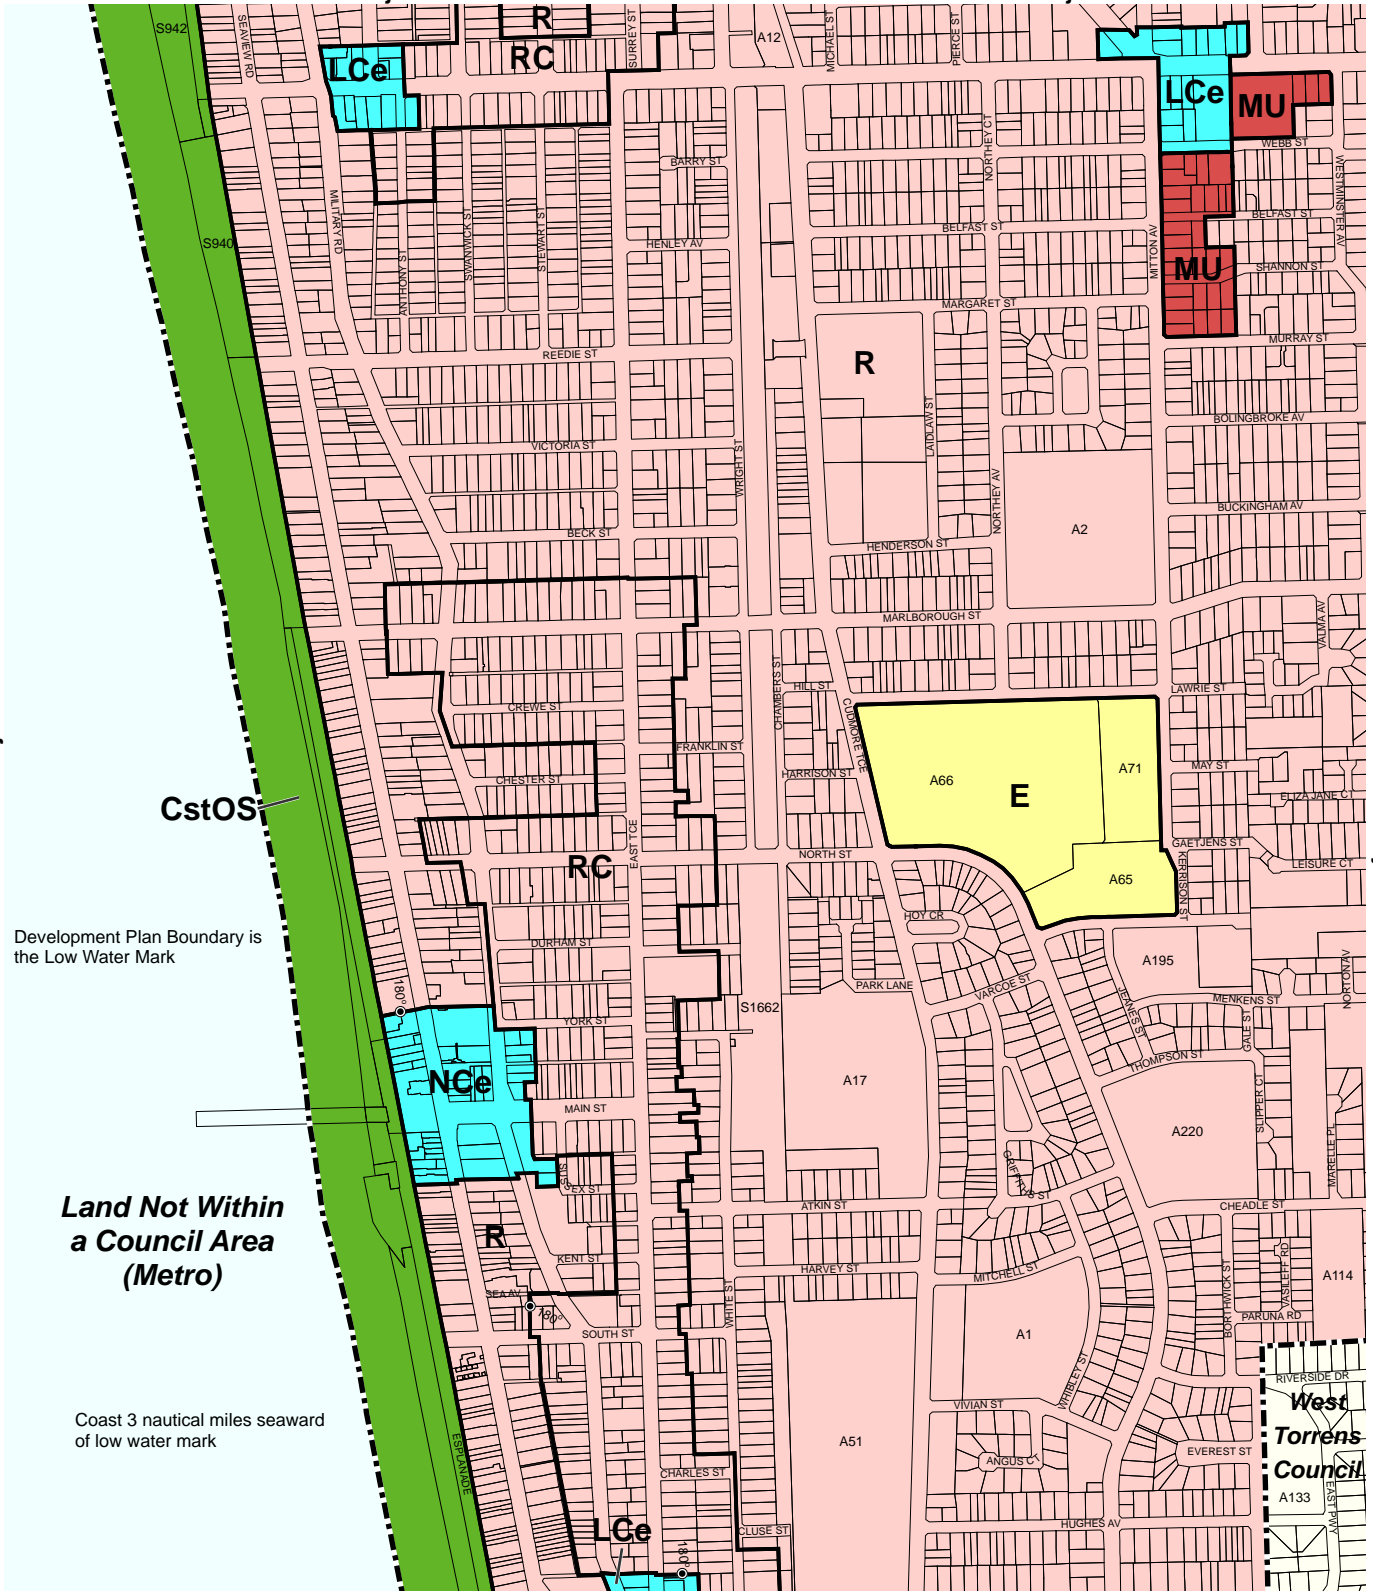 S942
SEAVIEW RD
R
SURREY ST
A12
MICHAEL ST
PIERCE ST
LCe
RC
LCe
MU
WEBB ST
BARRY ST
NORTHEY CT
WESTMINSTER AV
MILITARY RD
S940
ANTHONY ST
SWANWICK ST
STEWART ST
HENLEY AV
BELFAST ST
BELFAST ST
MITTON AV
MU
SHANNON ST
MARGARET ST
MURRAY ST
REEDIE ST
R
LAIDLAW ST
BOLINGBROKE AV
VICTORIA ST
WRIGHT ST
NORTHEY AV
BUCKINGHAM AV
BECK ST
A2
HENDERSON ST
MARLBOROUGH ST
VALMA AV
CHAMBERS ST
HILL ST
LAWRIE ST
CREWE ST
CUDMORE TCE
FRANKLIN ST
HARRISON ST
CHESTER ST
A66
A71
E
MAY ST
ELIZA JANE CT
CstOS
EAST TCE
NORTH ST
GAETJENS ST
LEISURE CT
RC
A65
KERRISON ST
HOY CR
DURHAM ST
Development Plan Boundary is
the Low Water Mark
A195
NORTON AV
180°
PARK LANE
VARCOE ST
JEANES ST
MENKENS ST
S1662
YORK ST
GALE ST
THOMPSON ST
NCe
A17
SLIPPER CT
MAIN ST
A220
MARELLE PL
SUSSEX ST
GRIFFITHS ST
ATKIN ST
CHEADLE ST
Land Not Within
a Council Area
(Metro)
R
KENT ST
HARVEY ST
MITCHELL ST
BORTHWICK ST
VASILEFF RD
A114
SEA AV
180°
WHITE ST
PARUNA RD
SOUTH ST
A1
WHIBLEY ST
RIVERSIDE DR
West
Torrens
Council
VIVIAN ST
Coast 3 nautical miles seaward
of low water mark
ESPLANADE
A51
EVEREST ST
ANGUS CT
CHARLES ST
A133
EAST PWY
LCe
CLUSE ST
HUGHES AV
180°